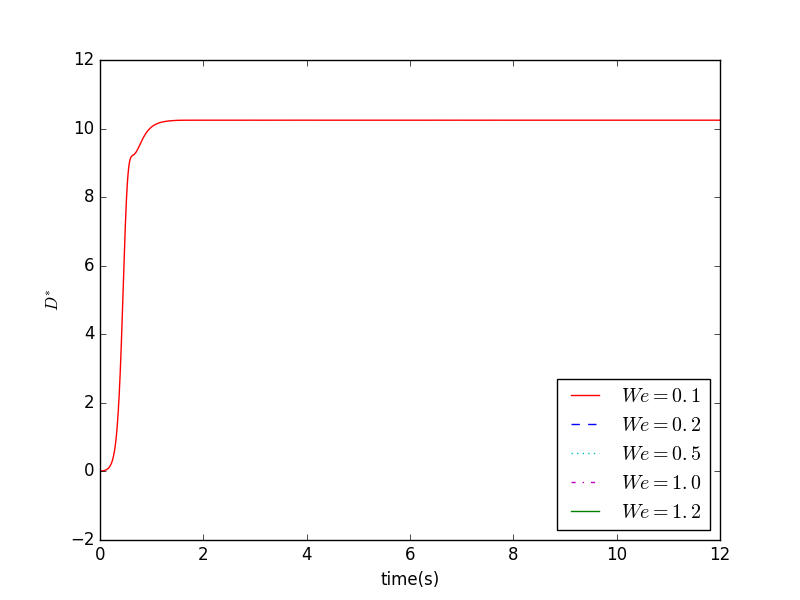 12
10
8
6
4
2
0
−2
D*
0 2 4 6 8 10 12
time(s)
We = 0.1
We = 0.2
We = 0.5
We = 1.0
We = 1.2